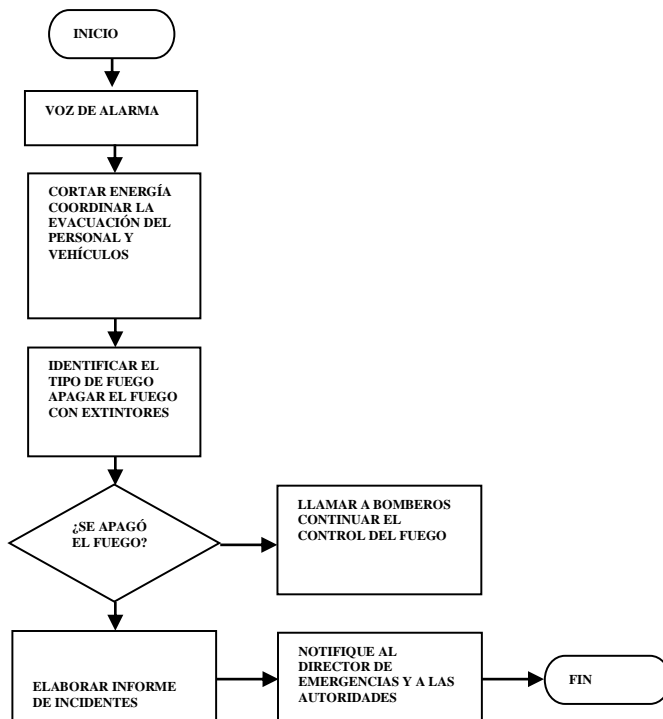 INICIO
VOZ DE ALARMA
CORTAR ENERGÍA
COORDINAR LA
EVACUACIÓN DEL
PERSONAL Y
VEHÍCULOS
IDENTIFICAR EL
TIPO DE FUEGO
APAGAR EL FUEGO
CON EXTINTORES
¿SE APAGÓ
EL FUEGO?
LLAMAR A BOMBEROS
CONTINUAR EL
CONTROL DEL FUEGO
ELABORAR INFORME
DE INCIDENTES
NOTIFIQUE AL
DIRECTOR DE
EMERGENCIAS Y A LAS
AUTORIDADES
FIN